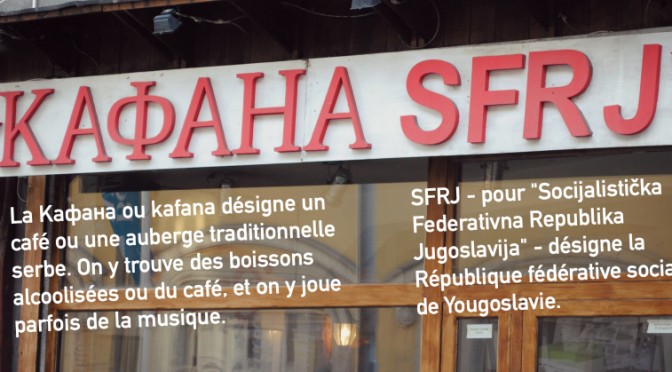 КАФАНА SFRJ
La Кафана ou kafana désigne un
café ou une auberge traditionnelle
serbe. On y trouve des boissons
alcoolisées ou du café, et on y joue
parfois de la musique.
SFRJ - pour "Socijalistička
Federativna Republika
Jugoslavija" - désigne la
République fédérative socia
de Yougoslavie.